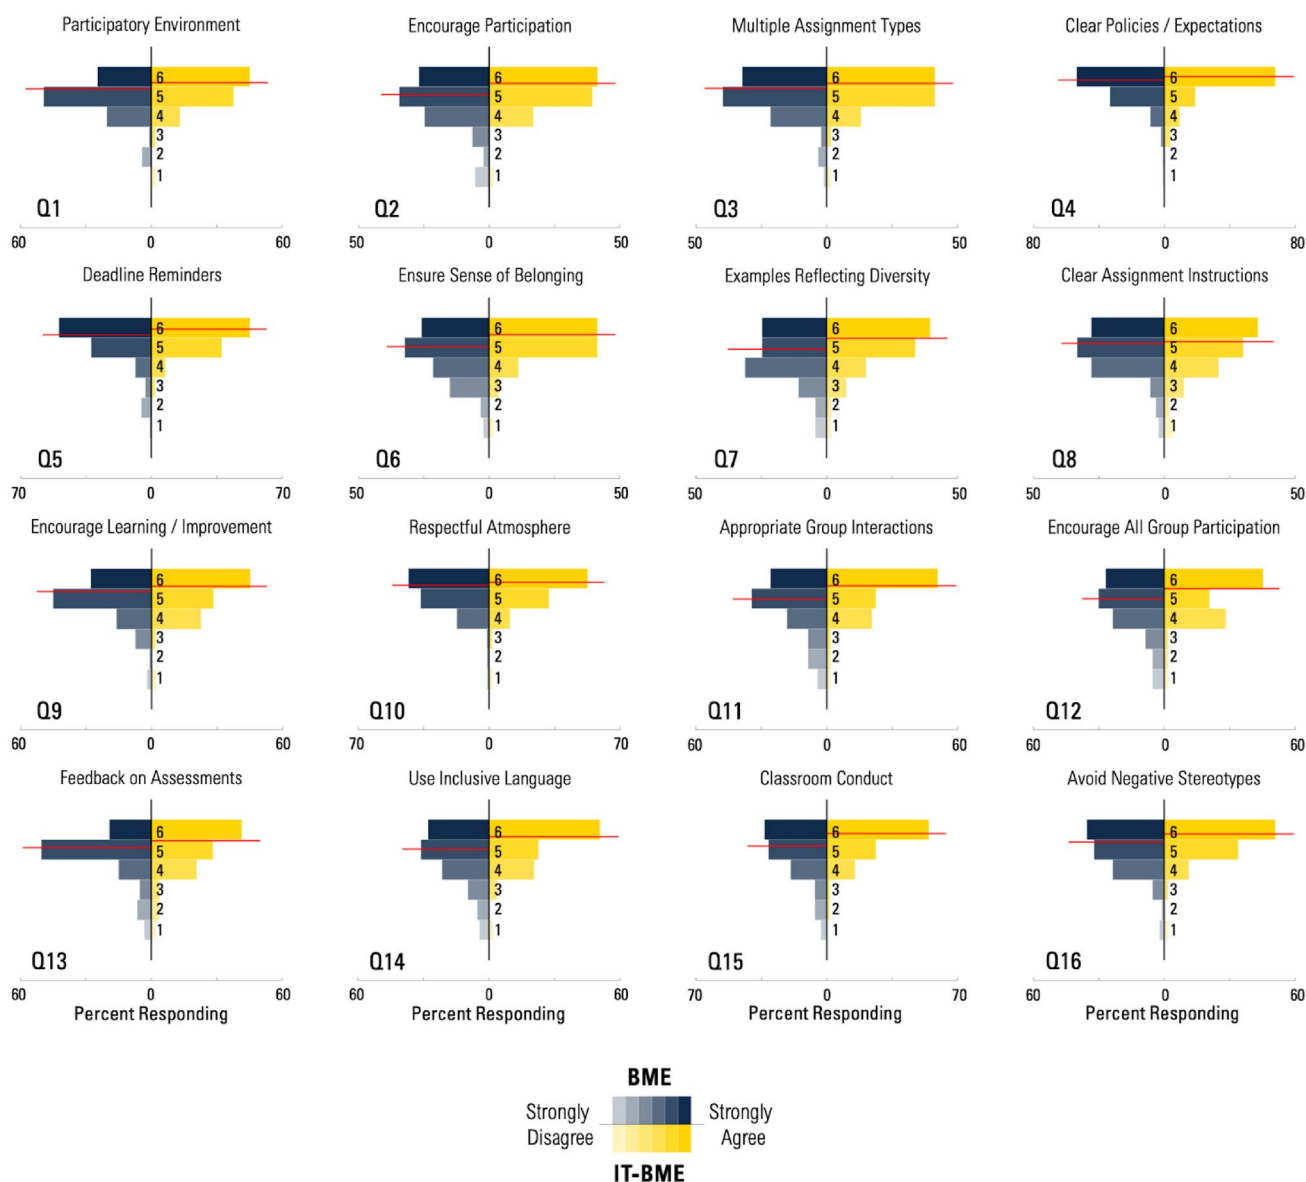 Participatory Environment
6
5
4
3
2
1
Q1
60 0 60
Encourage Participation
6
5
4
3
2
1
Q2
50 0 50
Multiple Assignment Types
6
5
4
3
2
1
Q3
50 0 50
Clear Policies / Expectations
6
5
4
3
2
1
Q4
80 0 80
Deadline Reminders
6
5
4
3
2
1
Q5
70 0 70
Ensure Sense of Belonging
6
5
4
3
2
1
Q6
50 0 50
Examples Reflecting Diversity
6
5
4
3
2
1
Q7
50 0 50
Clear Assignment Instructions
6
5
4
3
2
1
Q8
50 0 50
Encourage Learning / Improvement
6
5
4
3
2
1
Q9
60 0 60
Respectful Atmosphere
6
5
4
3
2
1
Q10
70 0 70
Appropriate Group Interactions
6
5
4
3
2
1
Q11
60 0 60
Encourage All Group Participation
6
5
4
3
2
1
Q12
60 0 60
Feedback on Assessments
6
5
4
3
2
1
Q13
60 0 60
Percent Responding
Use Inclusive Language
6
5
4
3
2
1
Q14
60 0 60
Percent Responding
Classroom Conduct
6
5
4
3
2
1
Q15
70 0 70
Percent Responding
Avoid Negative Stereotypes
6
5
4
3
2
1
Q16
60 0 60
Percent Responding
BME
Strongly Strongly
Disagree Agree
IT-BME